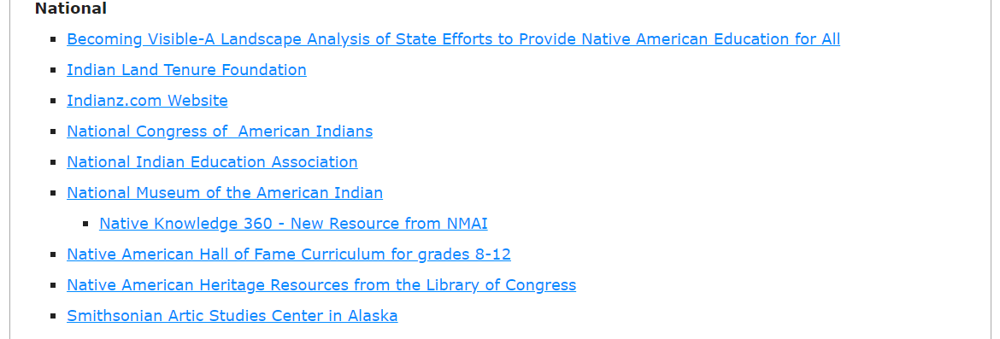 National
Becoming Visible-A Landscape Analysis of State Efforts to Provide Native American Education for All
Indian Land Tenure Foundation
Indianz.com Website
National Congress of  American Indians
National Indian Education Association
National Museum of the American Indian
Native Knowledge 360 - New Resource from NMAI
Native American Hall of Fame Curriculum for grades 8-12
Native American Heritage Resources from the Library of Congress
Smithsonian Artic Studies Center in Alaska